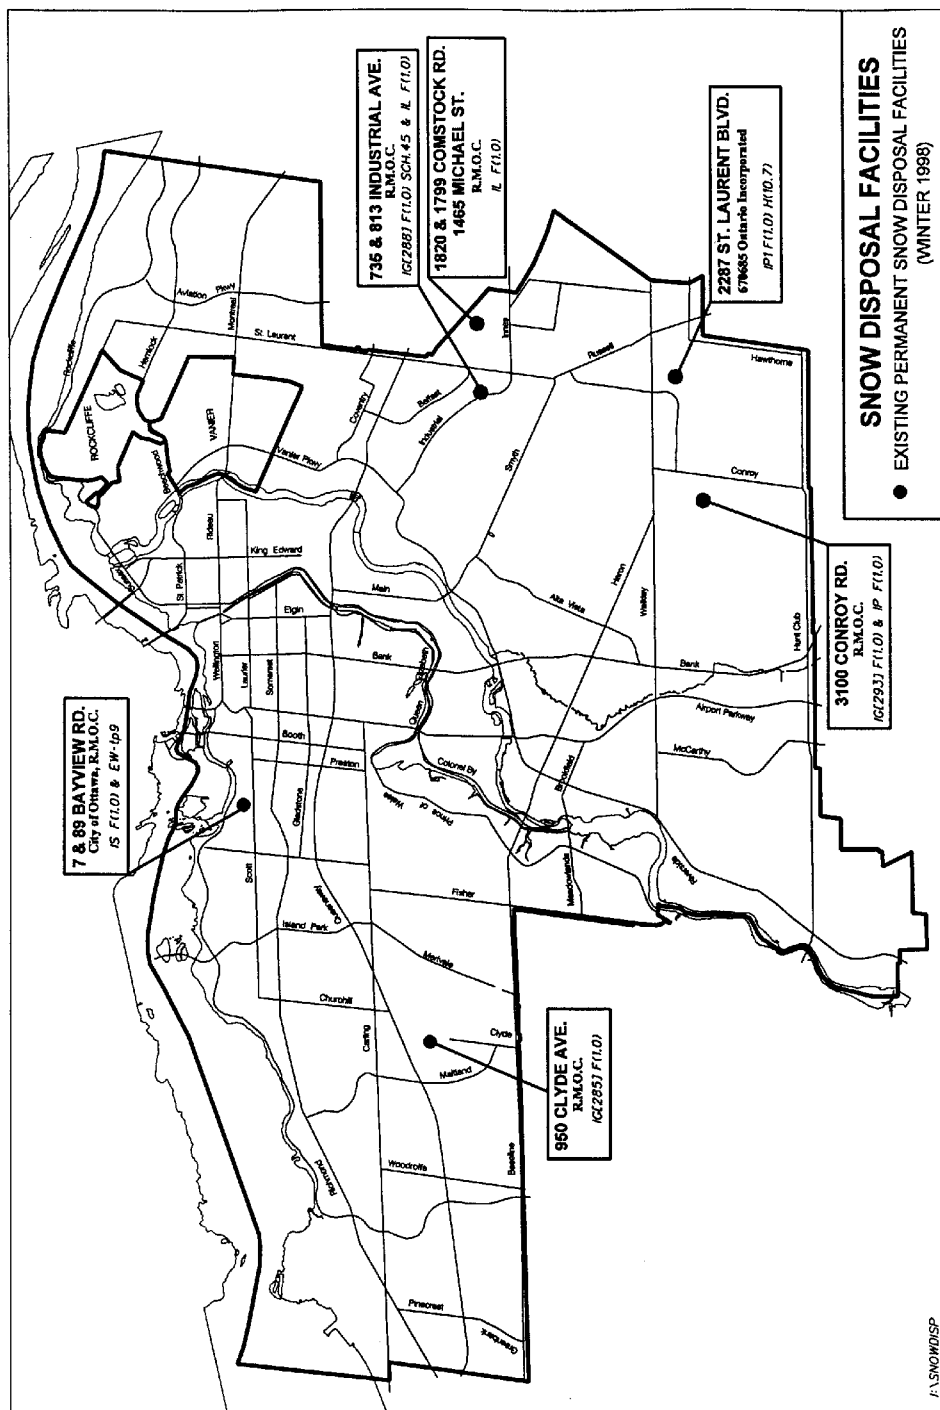 SNOW DISPOSAL FACILITIES
● EXISTING PERMANENT SNOW DISPOSAL FACILITIES
(WINTER 1998)
7 & 89 BAYVIEW RD.
City of Ottawa, R.M.O.C.
IS F(1.0) & EW-tp9
735 & 813 INDUSTRIAL AVE.
R.M.O.C.
IG[288] F(1.0) SCH.45 & IL F(1.0)
1820 & 1799 COMSTOCK RD.
1465 MICHAEL ST.
R.M.O.C.
IL F(1.0)
2287 ST. LAURENT BLVD.
670685 Ontario Incorporated
IP1 F(1.0) H(10.7)
3100 CONROY RD.
R.M.O.C.
IG[293] F(1.0) & IP F(1.0)
950 CLYDE AVE.
R.M.O.C.
IG[285] F(1.0)
ROCKCLIFFE
VANIER
Rockcliffe
Hemlock
Aviation Pkwy
Montreal
St. Laurent
Beechwood
Vanier Pkwy
Coventry
Belfast
Industrial
Innes
Russell
Hawthorne
Conroy
Smyth
Heron
Walkley
Alta Vista
Hunt Club
Sussex
St. Patrick
Rideau
King Edward
Main
Elgin
Wellington
Laurier
Somerset
Bank
Bank
Queen
Elizabeth
Airport Parkway
McCarthy
Booth
Preston
Gladstone
Colonel By
Prince of
Wales
Brookfield
Meadowlands
Riverside
Scott
Queensway
Fisher
Island Park
Merivale
Churchill
Carling
Clyde
Maitland
Richmond
Woodroffe
Baseline
Pinecrest
Greenbank
I:\SNOWDISP